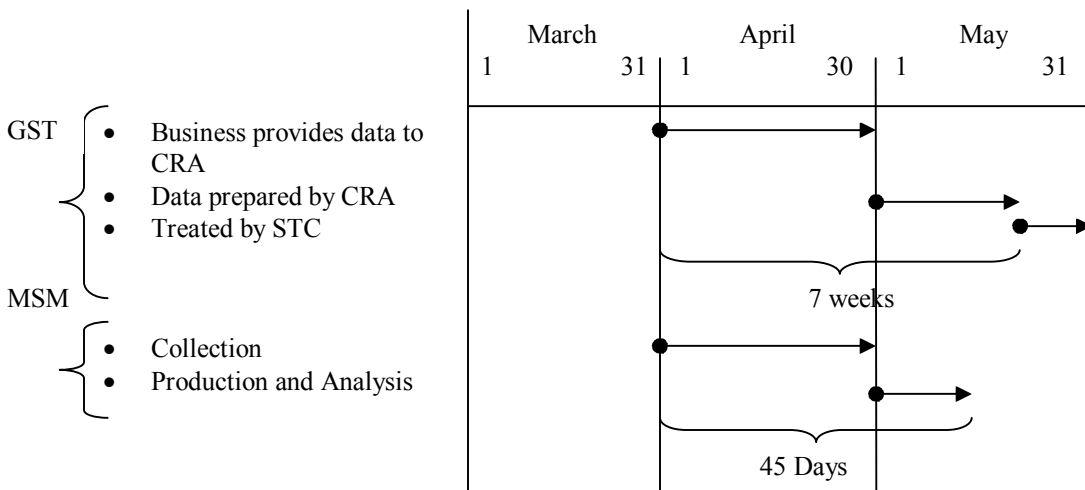 March April May
1 31 1 30 1 31
GST
• Business provides data to
CRA
• Data prepared by CRA
• Treated by STC
7 weeks
MSM
• Collection
• Production and Analysis
45 Days